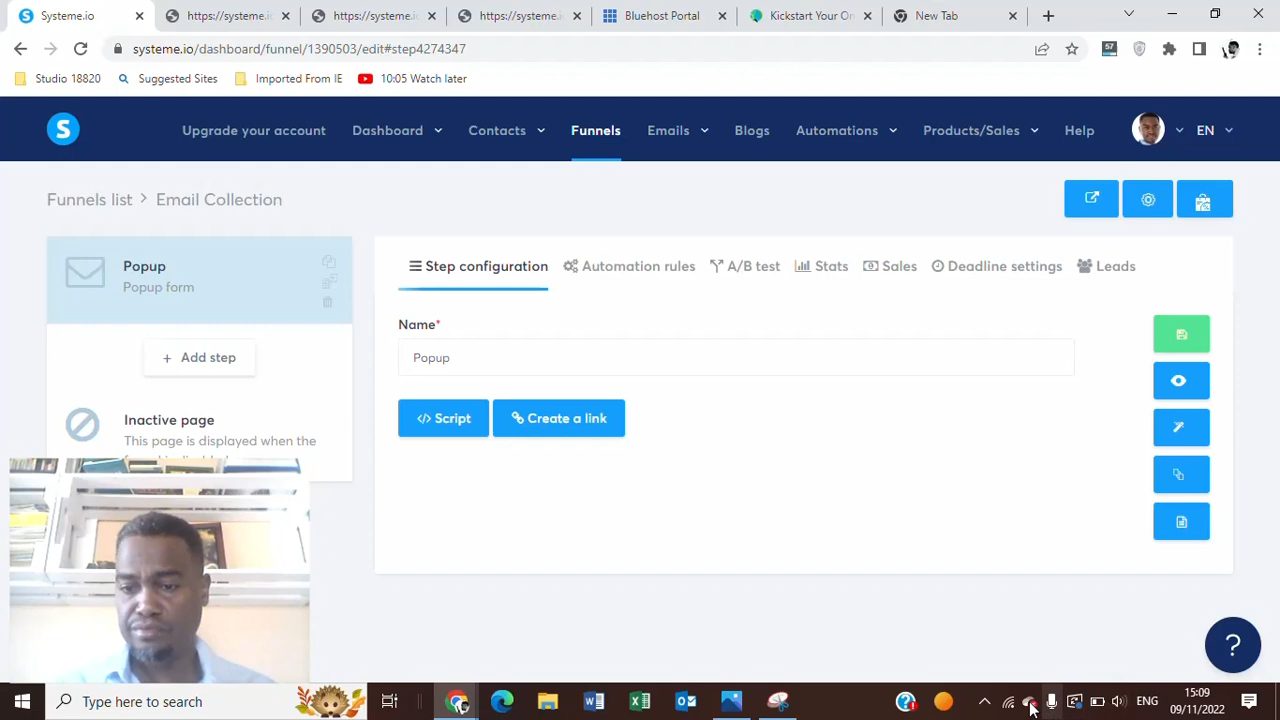 Systeme.io
https://systeme.i
https://systeme.i
https://systeme.i
Bluehost Portal
Kickstart Your On
New Tab
systeme.io/dashboard/funnel/1390503/edit#step4274347
57
Studio 18820
Suggested Sites
Imported From IE
10:05 Watch later
S
Upgrade your account
Dashboard
Contacts
Funnels
Emails
Blogs
Automations
Products/Sales
Help
EN
Funnels list > Email Collection
Popup
Popup form
+ Add step
Inactive page
This page is displayed when the
Step configuration
Automation rules
A/B test
Stats
Sales
Deadline settings
Leads
Name*
Popup
</> Script
Create a link
?
Type here to search
ENG
15:09
09/11/2022